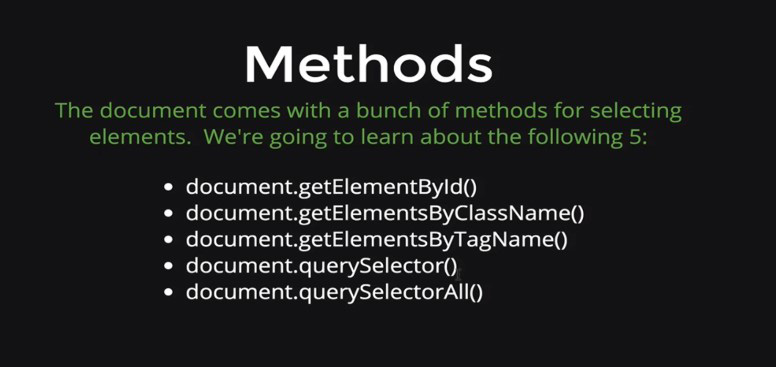 Methods
The document comes with a bunch of methods for selecting
elements. We're going to learn about the following 5:
• document.getElementById()
• document.getElementsByClassName()
• document.getElementsByTagName()
• document.querySelector()
• document.querySelectorAll()